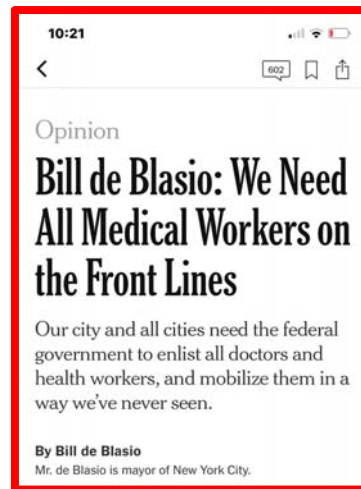 10:21
602
Opinion
Bill de Blasio: We Need
All Medical Workers on
the Front Lines
Our city and all cities need the federal
government to enlist all doctors and
health workers, and mobilize them in a
way we've never seen.
By Bill de Blasio
Mr. de Blasio is mayor of New York City.